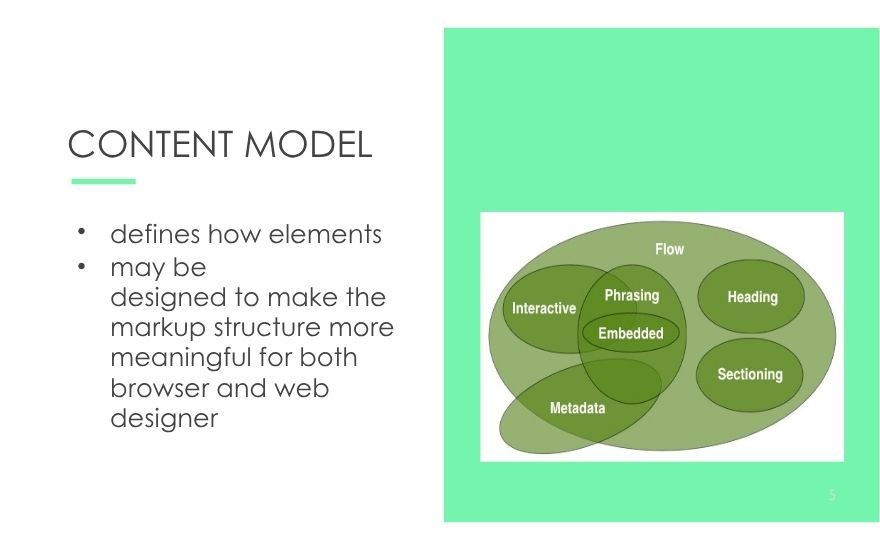 CONTENT MODEL
• defines how elements
• may be
designed to make the
markup structure more
meaningful for both
browser and web
designer
Flow
Interactive
Phrasing
Embedded
Metadata
Heading
Sectioning
5